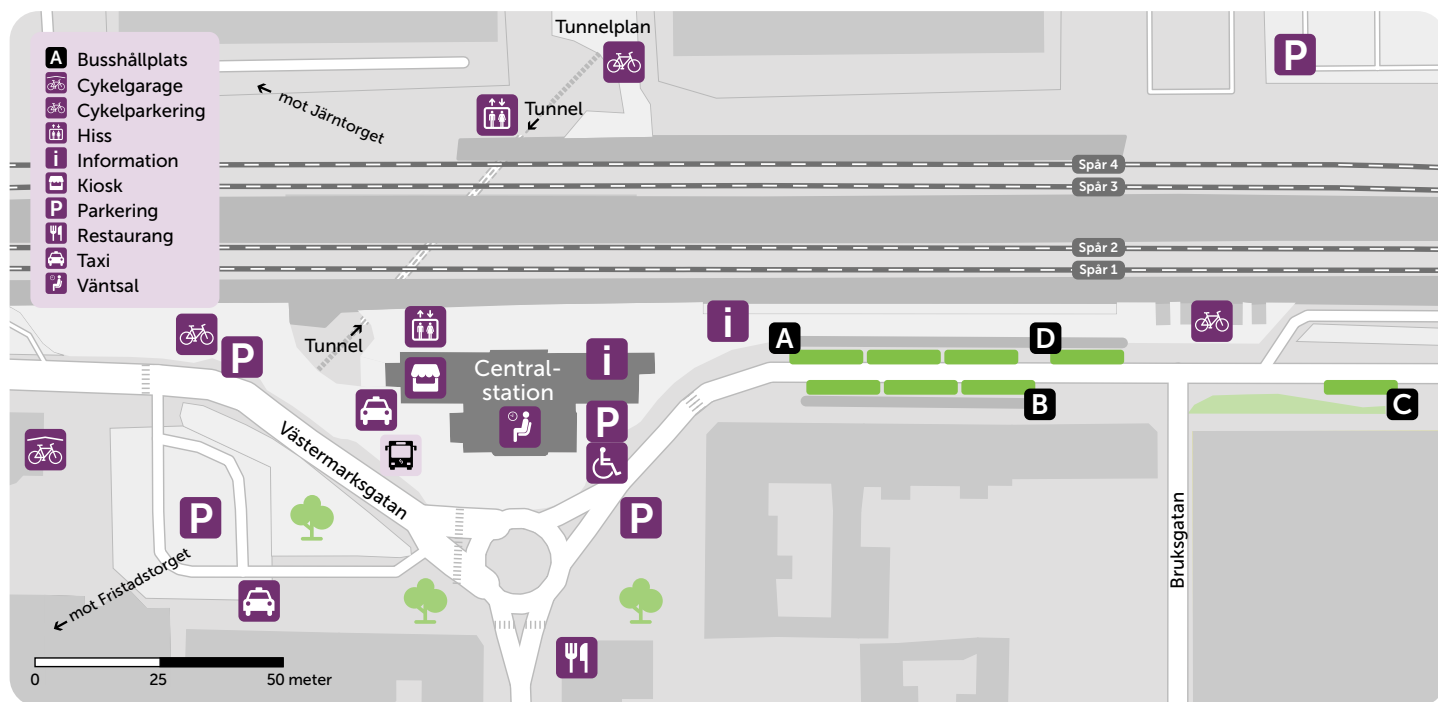 A Busshållplats
Cykelgarage
Cykelparkering
Hiss
i Information
Kiosk
P Parkering
Restaurang
Taxi
Väntsal
Tunnelplan
P
← mot Järntorget
Tunnel
Spår 4
Spår 3
Spår 2
Spår 1
Tunnel
P
i
A
D
Central-
station
i
B
C
P
Västermarksgatan
P
P
Bruksgatan
← mot Fristadstorget
0 25 50 meter